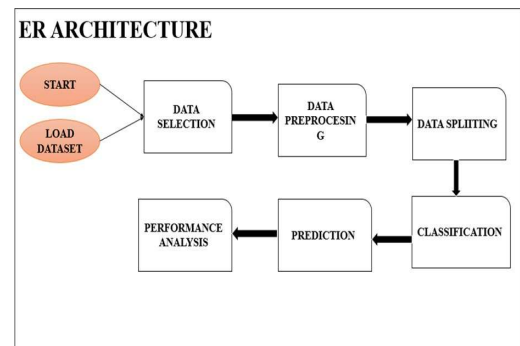 ER ARCHITECTURE
START
LOAD
DATASET
DATA
SELECTION
DATA
PREPROCESIN
G
DATA SPLIITING
CLASSIFICATION
PREDICTION
PERFORMANCE
ANALYSIS